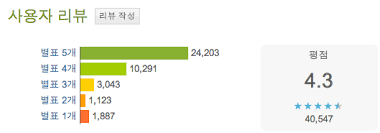 사용자 리뷰 리뷰 작성
별표 5개 24,203
별표 4개 10,291
별표 3개 3,043
별표 2개 1,123
별표 1개 1,887
평점
4.3
40,547